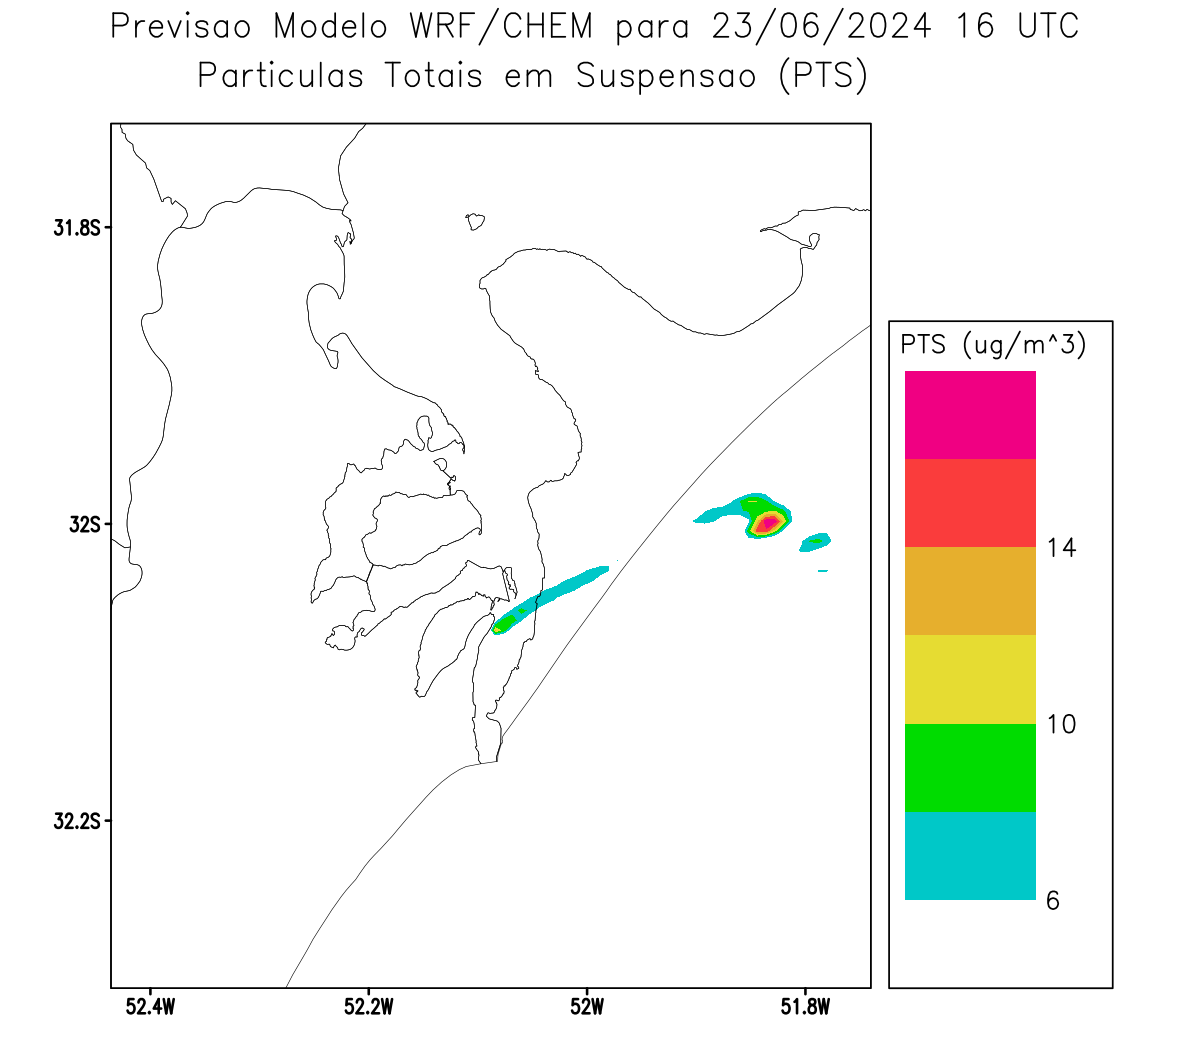 Previsao Modelo WRF/CHEM para 23/06/2024 16 UTC
Particulas Totais em Suspensao (PTS)
31.8S
32S
32.2S
52.4W
52.2W
52W
51.8W
PTS (ug/m^3)
14
10
6